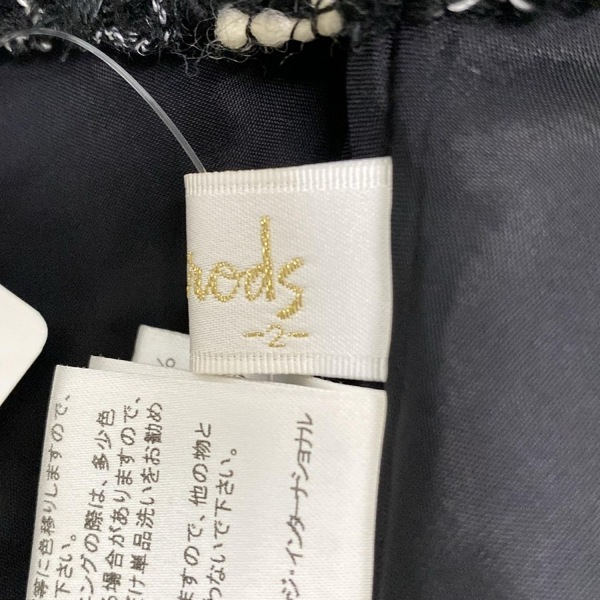 rods
-2-
%
等に色移りしますので、
下さい。
ングの際は、多少色
る場合がありますので、
け単品洗いをお勧め
ますので、他の物と
ないで下さい。
ジ・インターナショナル